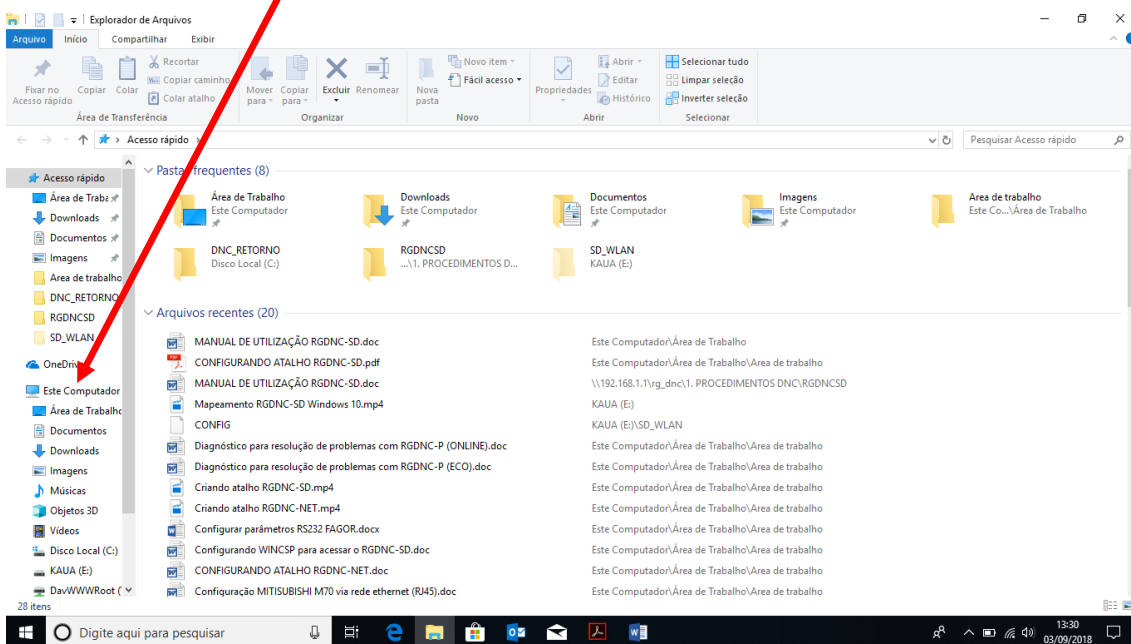 Explorador de Arquivos
Arquivo Início Compartilhar Exibir
Fixar no Acesso rápido
Copiar
Colar
Recortar
Copiar caminho
Colar atalho
Mover para
Copiar para
Excluir
Renomear
Nova pasta
Novo item
Fácil acesso
Propriedades
Abrir
Editar
Histórico
Selecionar tudo
Limpar seleção
Inverter seleção
Área de Transferência Organizar Novo Abrir Selecionar
Acesso rápido
Pesquisar Acesso rápido
Acesso rápido
Área de Traba
Downloads
Documentos
Imagens
Area de trabalho
DNC_RETORNO
RGDNCSD
SD_WLAN
OneDriv
Este Computador
Área de Trabalho
Documentos
Downloads
Imagens
Músicas
Objetos 3D
Vídeos
Disco Local (C:)
KAUA (E:)
DavWWWRoot (
28 itens
Pastas frequentes (8)
Área de Trabalho
Este Computador
Downloads
Este Computador
Documentos
Este Computador
Imagens
Este Computador
Area de trabalho
Este Co...\Área de Trabalho
DNC_RETORNO
Disco Local (C:)
RGDNCSD
...\1. PROCEDIMENTOS D...
SD_WLAN
KAUA (E:)
Arquivos recentes (20)
MANUAL DE UTILIZAÇÃO RGDNC-SD.doc Este Computador\Área de Trabalho
CONFIGURANDO ATALHO RGDNC-SD.pdf Este Computador\Área de Trabalho\Area de trabalho
MANUAL DE UTILIZAÇÃO RGDNC-SD.doc \\192.168.1.1\rg_dnc\1. PROCEDIMENTOS DNC\RGDNCSD
Mapeamento RGDNC-SD Windows 10.mp4 KAUA (E:)
CONFIG KAUA (E:)\SD_WLAN
Diagnóstico para resolução de problemas com RGDNC-P (ONLINE).doc Este Computador\Área de Trabalho\Area de trabalho
Diagnóstico para resolução de problemas com RGDNC-P (ECO).doc Este Computador\Área de Trabalho\Area de trabalho
Criando atalho RGDNC-SD.mp4 Este Computador\Área de Trabalho\Area de trabalho
Criando atalho RGDNC-NET.mp4 Este Computador\Área de Trabalho\Area de trabalho
Configurar parâmetros RS232 FAGOR.docx Este Computador\Área de Trabalho\Area de trabalho
Configurando WINCSP para acessar o RGDNC-SD.doc Este Computador\Área de Trabalho\Area de trabalho
CONFIGURANDO ATALHO RGDNC-NET.doc Este Computador\Área de Trabalho\Area de trabalho
Configuração MITISUBISHI M70 via rede ethernet (RJ45).doc Este Computador\Área de Trabalho\Area de trabalho
Digite aqui para pesquisar
13:30
03/09/2018